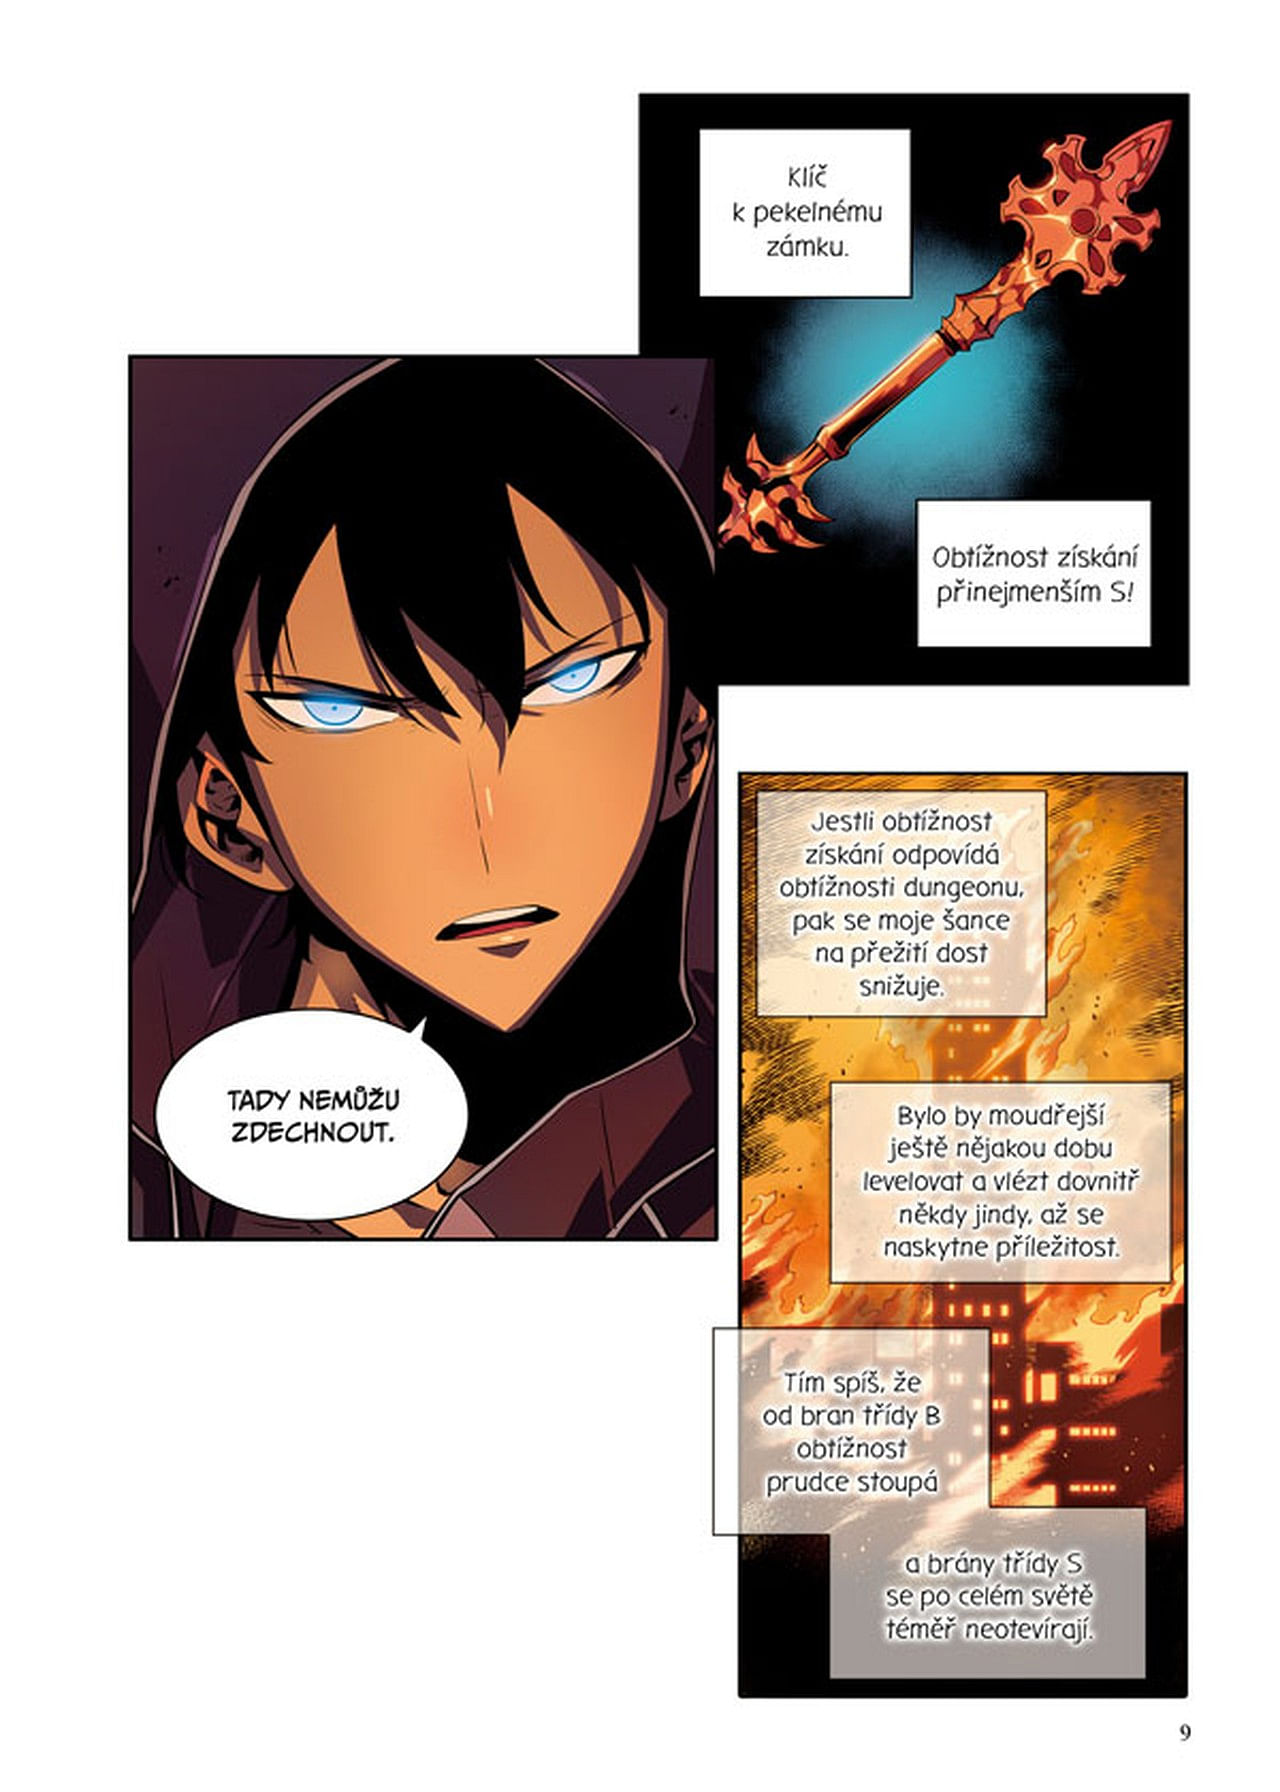 Klíč
k pekelnému
zámku.
Obtížnost získání
přinejmenším S!
TADY NEMŮŽU
ZDECHNOUT.
Jestli obtížnost
získání odpovídá
obtížnosti dungeonu,
pak se moje šance
na přežití dost
snižuje.
Bylo by moudřejší
ještě nějakou dobu
levelovat a vlézt dovnitř
někdy jindy, až se
naskytne příležitost.
Tím spíš, že
od bran třídy B
obtížnost
prudce stoupá
a brány třídy S
se po celém světě
téměř neotevírají.
9